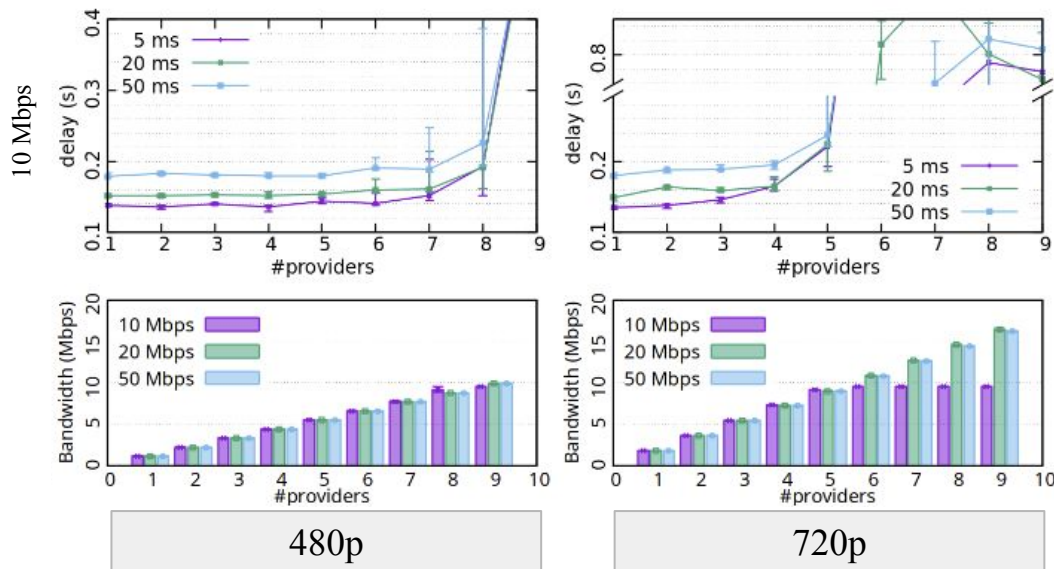 10 Mbps
delay (s)
0.4
0.3
0.2
0.1
5 ms
20 ms
50 ms
1 2 3 4 5 6 7 8 9
#providers
delay (s)
0.8
0.2
0.1
5 ms
20 ms
50 ms
1 2 3 4 5 6 7 8 9
#providers
Bandwidth (Mbps)
20
15
10
5
0
10 Mbps
20 Mbps
50 Mbps
0 1 2 3 4 5 6 7 8 9 10
#providers
480p
Bandwidth (Mbps)
20
15
10
5
0
10 Mbps
20 Mbps
50 Mbps
0 1 2 3 4 5 6 7 8 9 10
#providers
720p